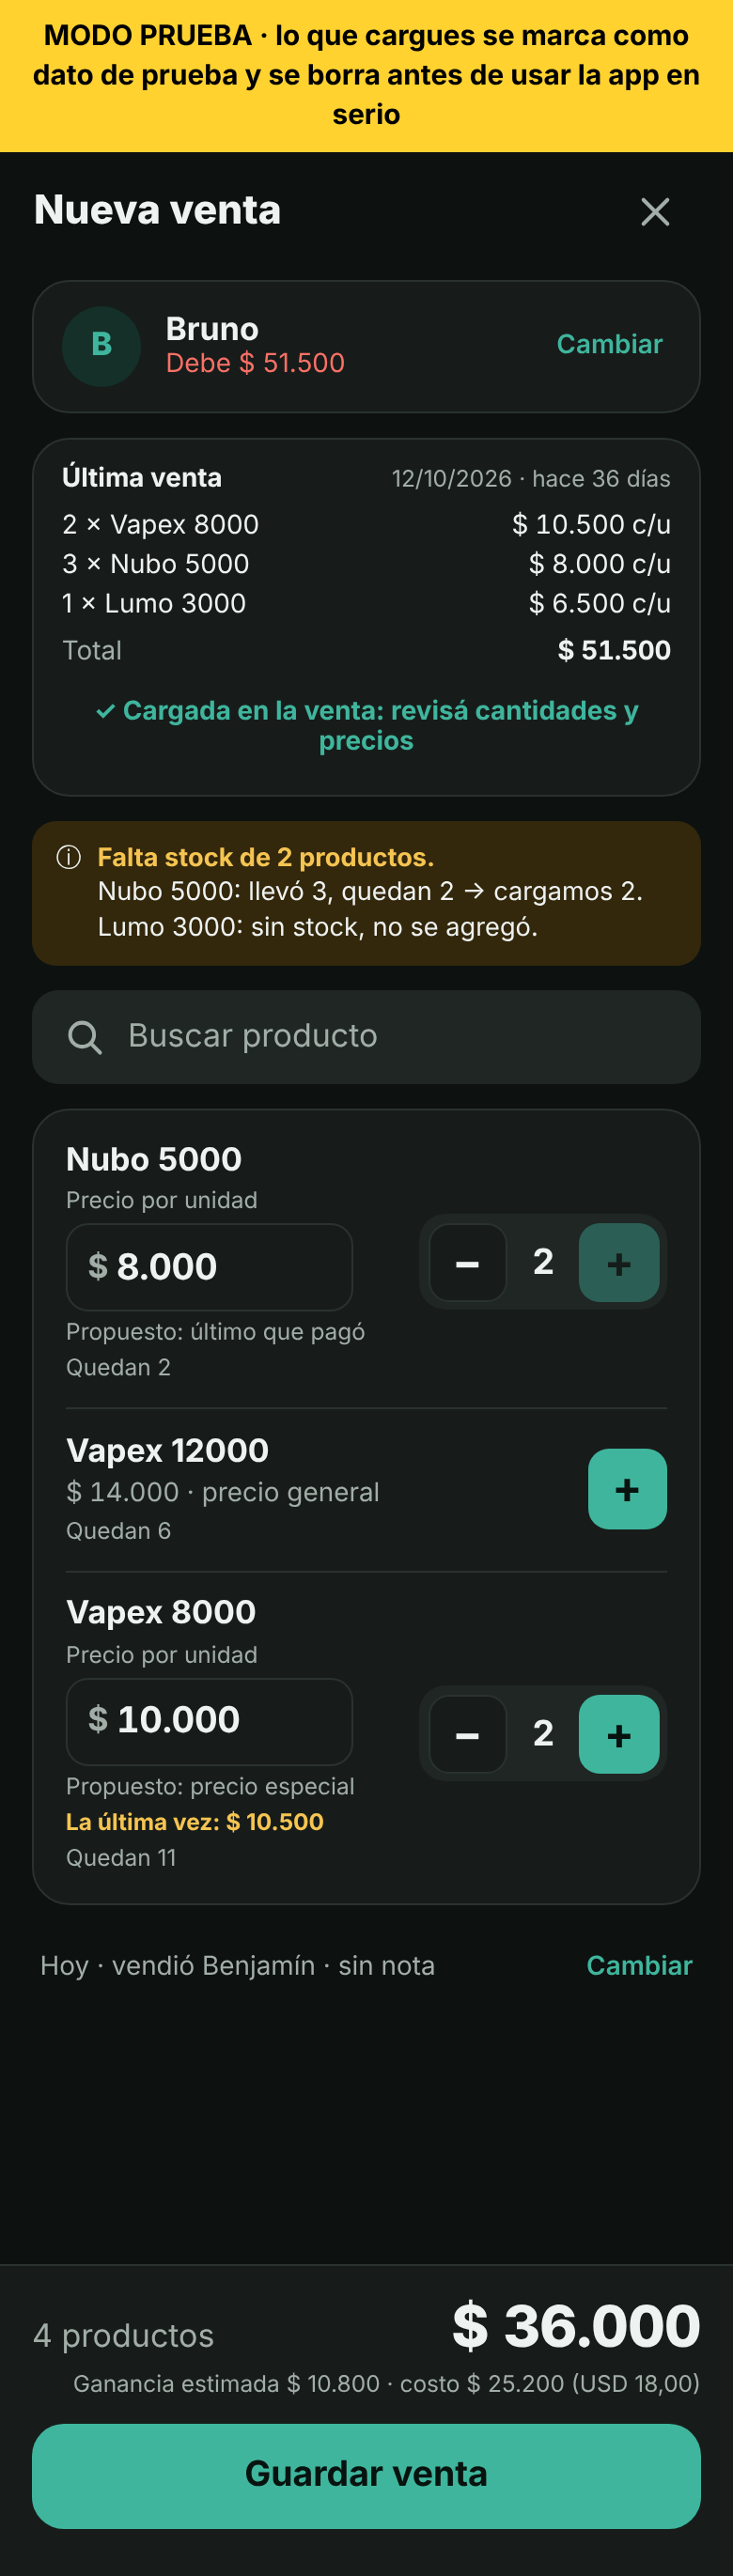 MODO PRUEBA · lo que cargues se marca como
dato de prueba y se borra antes de usar la app en
serio
Nueva venta
B
Bruno
Debe $ 51.500
Cambiar
Última venta
12/10/2026 · hace 36 días
2 × Vapex 8000
$ 10.500 c/u
3 × Nubo 5000
$ 8.000 c/u
1 × Lumo 3000
$ 6.500 c/u
Total
$ 51.500
✓ Cargada en la venta: revisá cantidades y
precios
Falta stock de 2 productos.
Nubo 5000: llevó 3, quedan 2 → cargamos 2.
Lumo 3000: sin stock, no se agregó.
Buscar producto
Nubo 5000
Precio por unidad
$ 8.000
− 2 +
Propuesto: último que pagó
Quedan 2
Vapex 12000
$ 14.000 · precio general
+
Quedan 6
Vapex 8000
Precio por unidad
$ 10.000
− 2 +
Propuesto: precio especial
La última vez: $ 10.500
Quedan 11
Hoy · vendió Benjamín · sin nota
Cambiar
4 productos
$ 36.000
Ganancia estimada $ 10.800 · costo $ 25.200 (USD 18,00)
Guardar venta